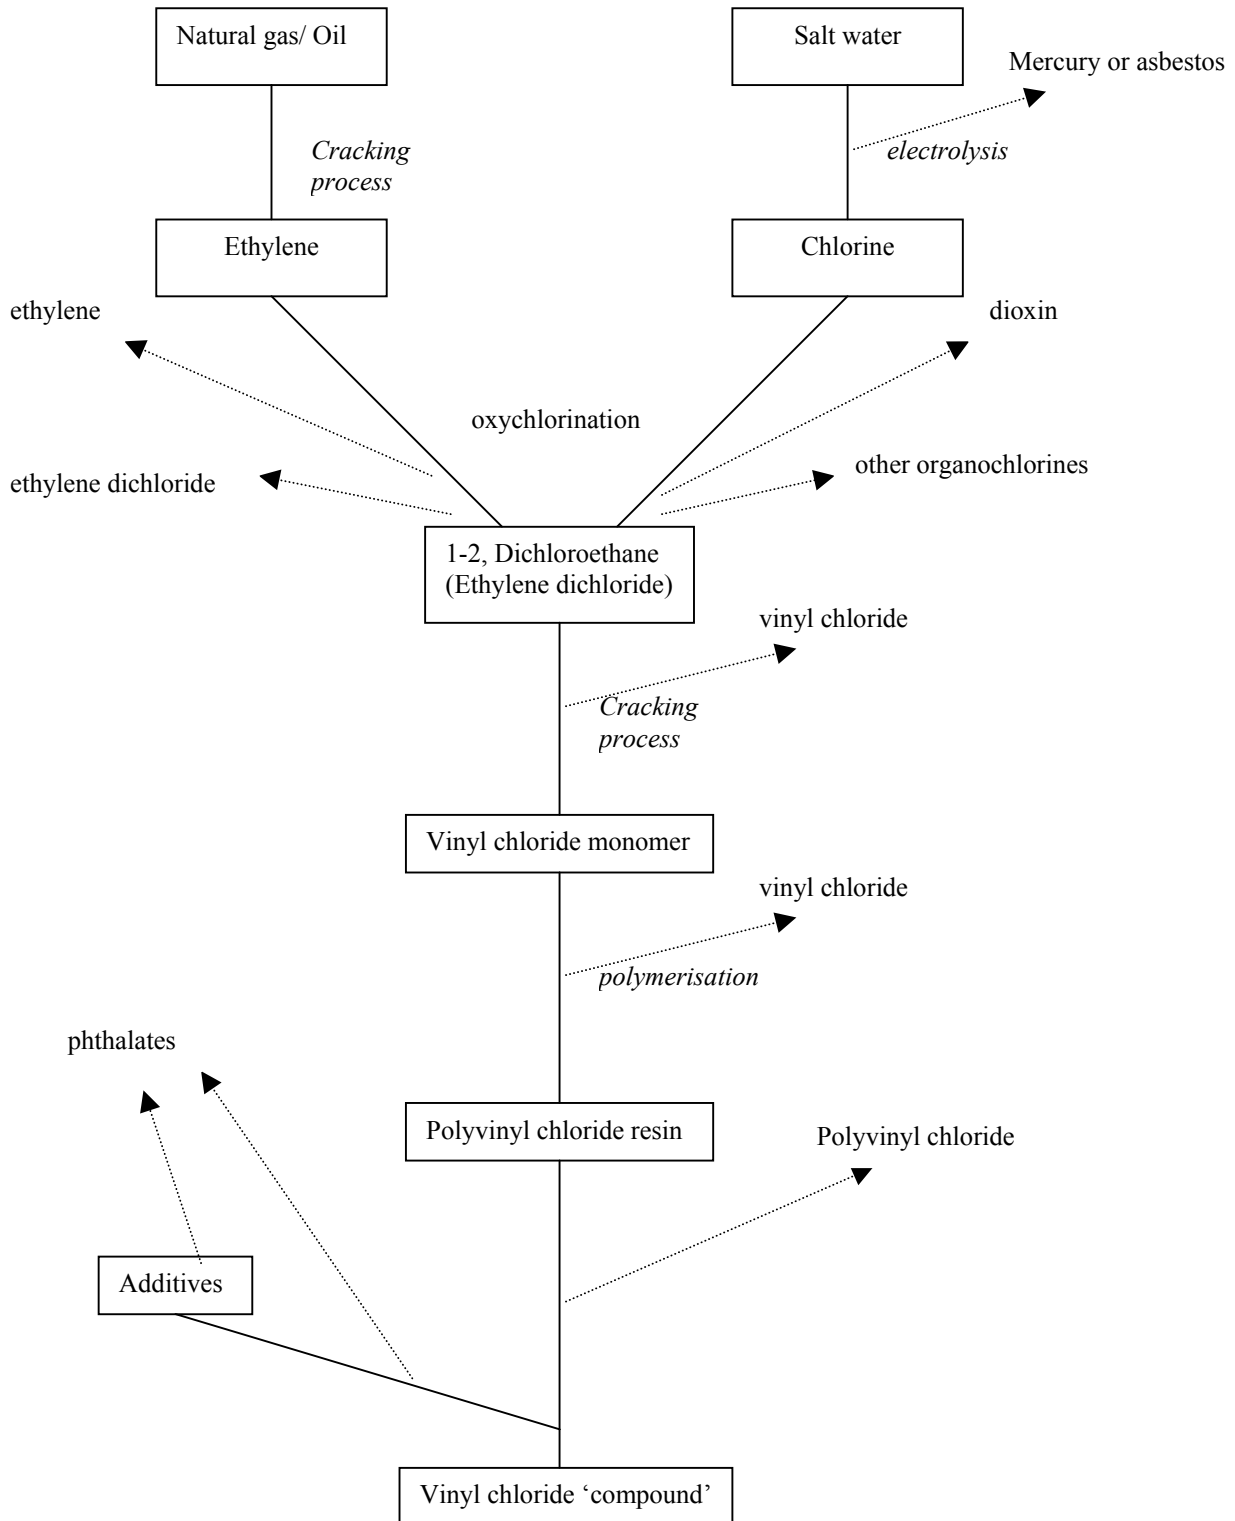 Natural gas/ Oil
Salt water
Mercury or asbestos
Cracking
process
electrolysis
Ethylene
Chlorine
ethylene
dioxin
oxychlorination
ethylene dichloride
other organochlorines
1-2, Dichloroethane
(Ethylene dichloride)
vinyl chloride
Cracking
process
Vinyl chloride monomer
vinyl chloride
polymerisation
phthalates
Polyvinyl chloride resin
Polyvinyl chloride
Additives
Vinyl chloride ‘compound’